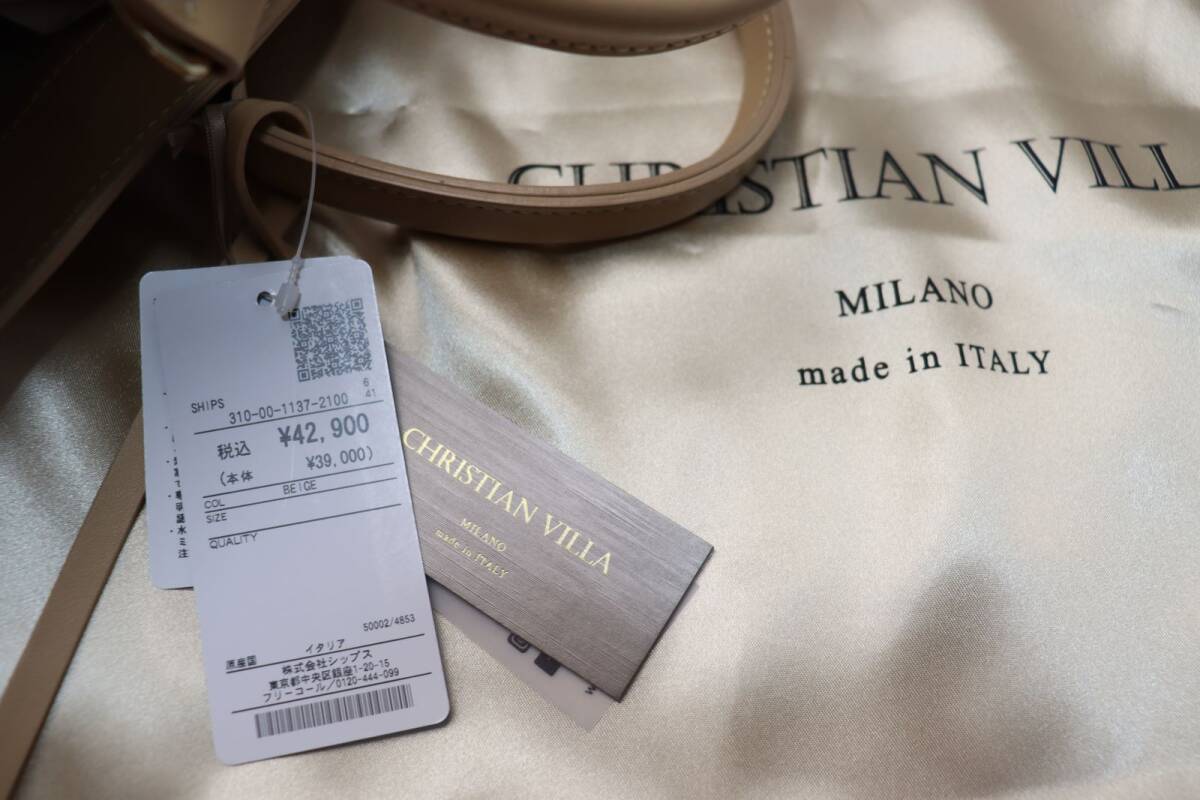 CHRISTIAN VILL
MILANO
made in ITALY
SHIPS
310-00-1137-2100
6
41
税込 ¥42,900
(本体 ¥39,000)
COL BEIGE
SIZE
QUALITY
50002/4853
原産国 イタリア
株式会社シップス
東京都中央区銀座1-20-15
フリーコール/0120-444-099
CHRISTIAN VILLA
MILANO
made in ITALY